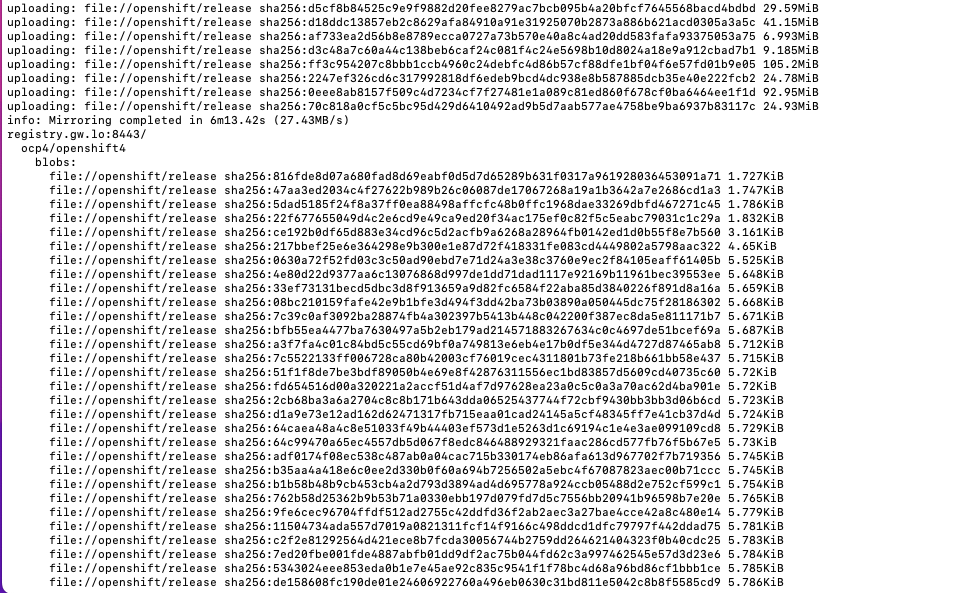 uploading: file://openshift/release sha256:d5cf8b84525c9e9f9882d20fee8279ac7bcb095b4a20bfcf7645568bacd4bdbd 29.59MiB
uploading: file://openshift/release sha256:d18ddc13857eb2c8629afa84910a91e31925070b2873a886b621acd0305a3a5c 41.15MiB
uploading: file://openshift/release sha256:af733ea2d56b8e8789ecca0727a73b570e40a8c4ad20dd583fafa93375053a75 6.993MiB
uploading: file://openshift/release sha256:d3c48a7c60a44c138beb6caf24c081f4c24e5698b10d8024a18e9a912cbad7b1 9.185MiB
uploading: file://openshift/release sha256:ff3c954207c8bbb1ccb4960c24debfc4d86b57cf88dfe1bf04f6e57fd01b9e05 105.2MiB
uploading: file://openshift/release sha256:2247ef326cd6c317992818df6edeb9bcd4dc938e8b587885dcb35e40e222fcb2 24.78MiB
uploading: file://openshift/release sha256:0eee8ab8157f509c4d7234cf7f27481e1a089c81ed860f678cf0ba6464ee1f1d 92.95MiB
uploading: file://openshift/release sha256:70c818a0cf5c5bc95d429d6410492ad9b5d7aab577ae4758be9ba6937b83117c 24.93MiB
info: Mirroring completed in 6m13.42s (27.43MB/s)
registry.gw.lo:8443/
ocp4/openshift4
blobs:
file://openshift/release sha256:816fde8d07a680fad8d69eabf0d5d7d65289b631f0317a961928036453091a71 1.727KiB
file://openshift/release sha256:47aa3ed2034c4f27622b989b26c06087de17067268a19a1b3642a7e2686cd1a3 1.747KiB
file://openshift/release sha256:5dad5185f24f8a37ff0ea88498affcfc48b0ffc1968dae33269dbfd467271c45 1.786KiB
file://openshift/release sha256:22f677655049d4c2e6cd9e49ca9ed20f34ac175ef0c82f5c5eabc79031c1c29a 1.832KiB
file://openshift/release sha256:ce192b0df65d883e34cd96c5d2acfb9a6268a28964fb0142ed1d0b55f8e7b560 3.161KiB
file://openshift/release sha256:217bbef25e6e364298e9b300e1e87d72f418331fe083cd4449802a5798aac322 4.65KiB
file://openshift/release sha256:0630a72f52fd03c3c50ad90ebd7e71d24a3e38c3760e9ec2f84105eaff61405b 5.525KiB
file://openshift/release sha256:4e80d22d9377aa6c13076868d997de1dd71dad1117e92169b11961bec39553ee 5.648KiB
file://openshift/release sha256:33ef73131becd5dbc3d8f913659a9d82fc6584f22aba85d3840226f891d8a16a 5.659KiB
file://openshift/release sha256:08bc210159fafe42e9b1bfe3d494f3dd42ba73b03890a050445dc75f28186302 5.668KiB
file://openshift/release sha256:7c39c0af3092ba28874fb4a302397b5413b448c042200f387ec8da5e811171b7 5.671KiB
file://openshift/release sha256:bfb55ea4477ba7630497a5b2eb179ad214571883267634c0c4697de51bcef69a 5.687KiB
file://openshift/release sha256:a3f7fa4c01c84bd5c55cd69bf0a749813e6eb4e17b0df5e344d4727d87465ab8 5.712KiB
file://openshift/release sha256:7c5522133ff006728ca80b42003cf76019cec4311801b73fe218b661bb58e437 5.715KiB
file://openshift/release sha256:51f1f8de7be3bdf89050b4e69e8f42876311556ec1bd83857d5609cd40735c60 5.72KiB
file://openshift/release sha256:fd654516d00a320221a2accf51d4af7d97628ea23a0c5c0a3a70ac62d4ba901e 5.72KiB
file://openshift/release sha256:2cb68ba3a6a2704c8c8b171b643dda06525437744f72cbf9430bb3bb3d06b6cd 5.723KiB
file://openshift/release sha256:d1a9e73e12ad162d62471317fb715eaa01cad24145a5cf48345ff7e41cb37d4d 5.724KiB
file://openshift/release sha256:64caea48a4c8e51033f49b44403ef573d1e5263d1c69194c1e4e3ae099109cd8 5.729KiB
file://openshift/release sha256:64c99470a65ec4557db5d067f8edc846488929321faac286cd577fb76f5b67e5 5.73KiB
file://openshift/release sha256:adf0174f08ec538c487ab0a04cac715b330174eb86afa613d967702f7b719356 5.745KiB
file://openshift/release sha256:b35aa4a418e6c0ee2d330b0f60a694b7256502a5ebc4f67087823aec00b71ccc 5.745KiB
file://openshift/release sha256:b1b58b48b9cb453cb4a2d793d3894ad4d695778a924ccb05488d2e752cf599c1 5.754KiB
file://openshift/release sha256:762b58d25362b9b53b71a0330ebb197d079fd7d5c7556bb20941b96598b7e20e 5.765KiB
file://openshift/release sha256:9fe6cec96704ffdf512ad2755c42ddfd36f2ab2aec3a27bae4cce42a8c480e14 5.779KiB
file://openshift/release sha256:11504734ada557d7019a0821311fcf14f9166c498ddcd1dfc79797f442ddad75 5.781KiB
file://openshift/release sha256:c2f2e81292564d421ece8b7fcda30056744b2759dd264621404323f0b40cdc25 5.783KiB
file://openshift/release sha256:7ed20fbe001fde4887abfb01dd9df2ac75b044fd62c3a997462545e57d3d23e6 5.784KiB
file://openshift/release sha256:5343024eee853eda0b1e7e45ae92c835c9541f1f78bc4d68a96bd86cf1bbb1ce 5.785KiB
file://openshift/release sha256:de158608fc190de01e24606922760a496eb0630c31bd811e5042c8b8f5585cd9 5.786KiB